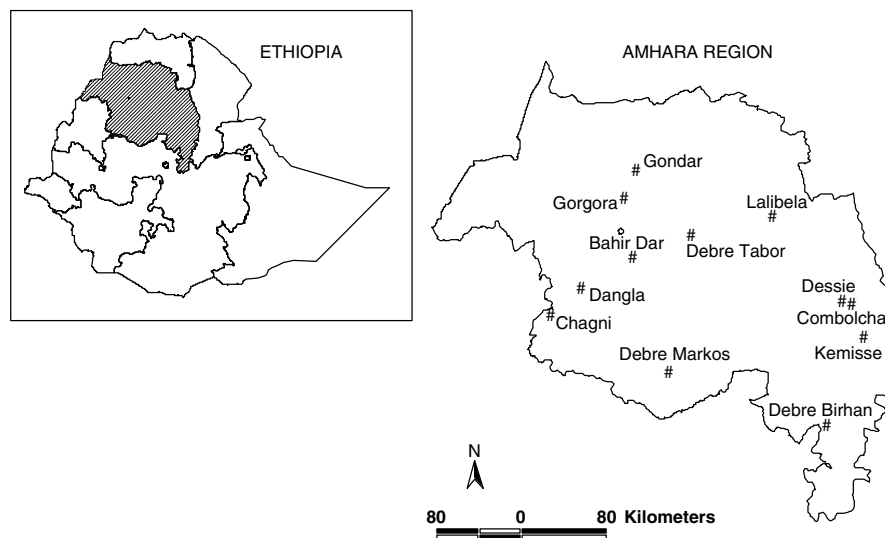 ETHIOPIA
AMHARA REGION
# Gondar
Gorgora #
Lalibela #
Bahir Dar #
# Debre Tabor
# Dangla
Dessie # #
# Chagni
Combolcha
# Kemisse
Debre Markos #
Debre Birhan #
N
80 0 80 Kilometers